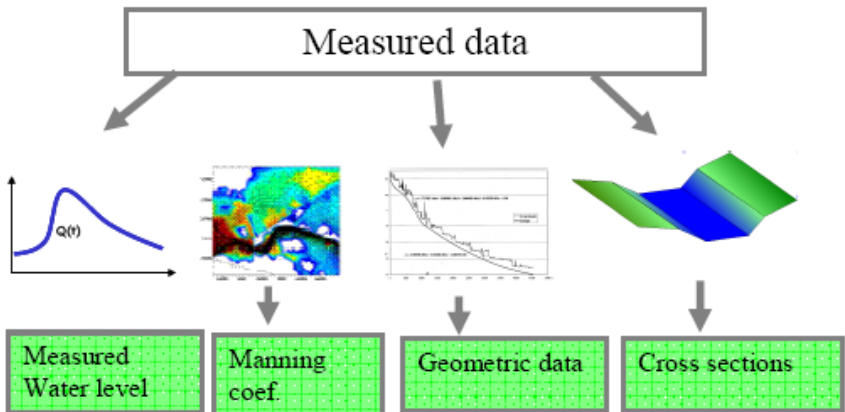 Measured data
Q(t)
Measured
Water level
Manning
coef.
Geometric data
Cross sections